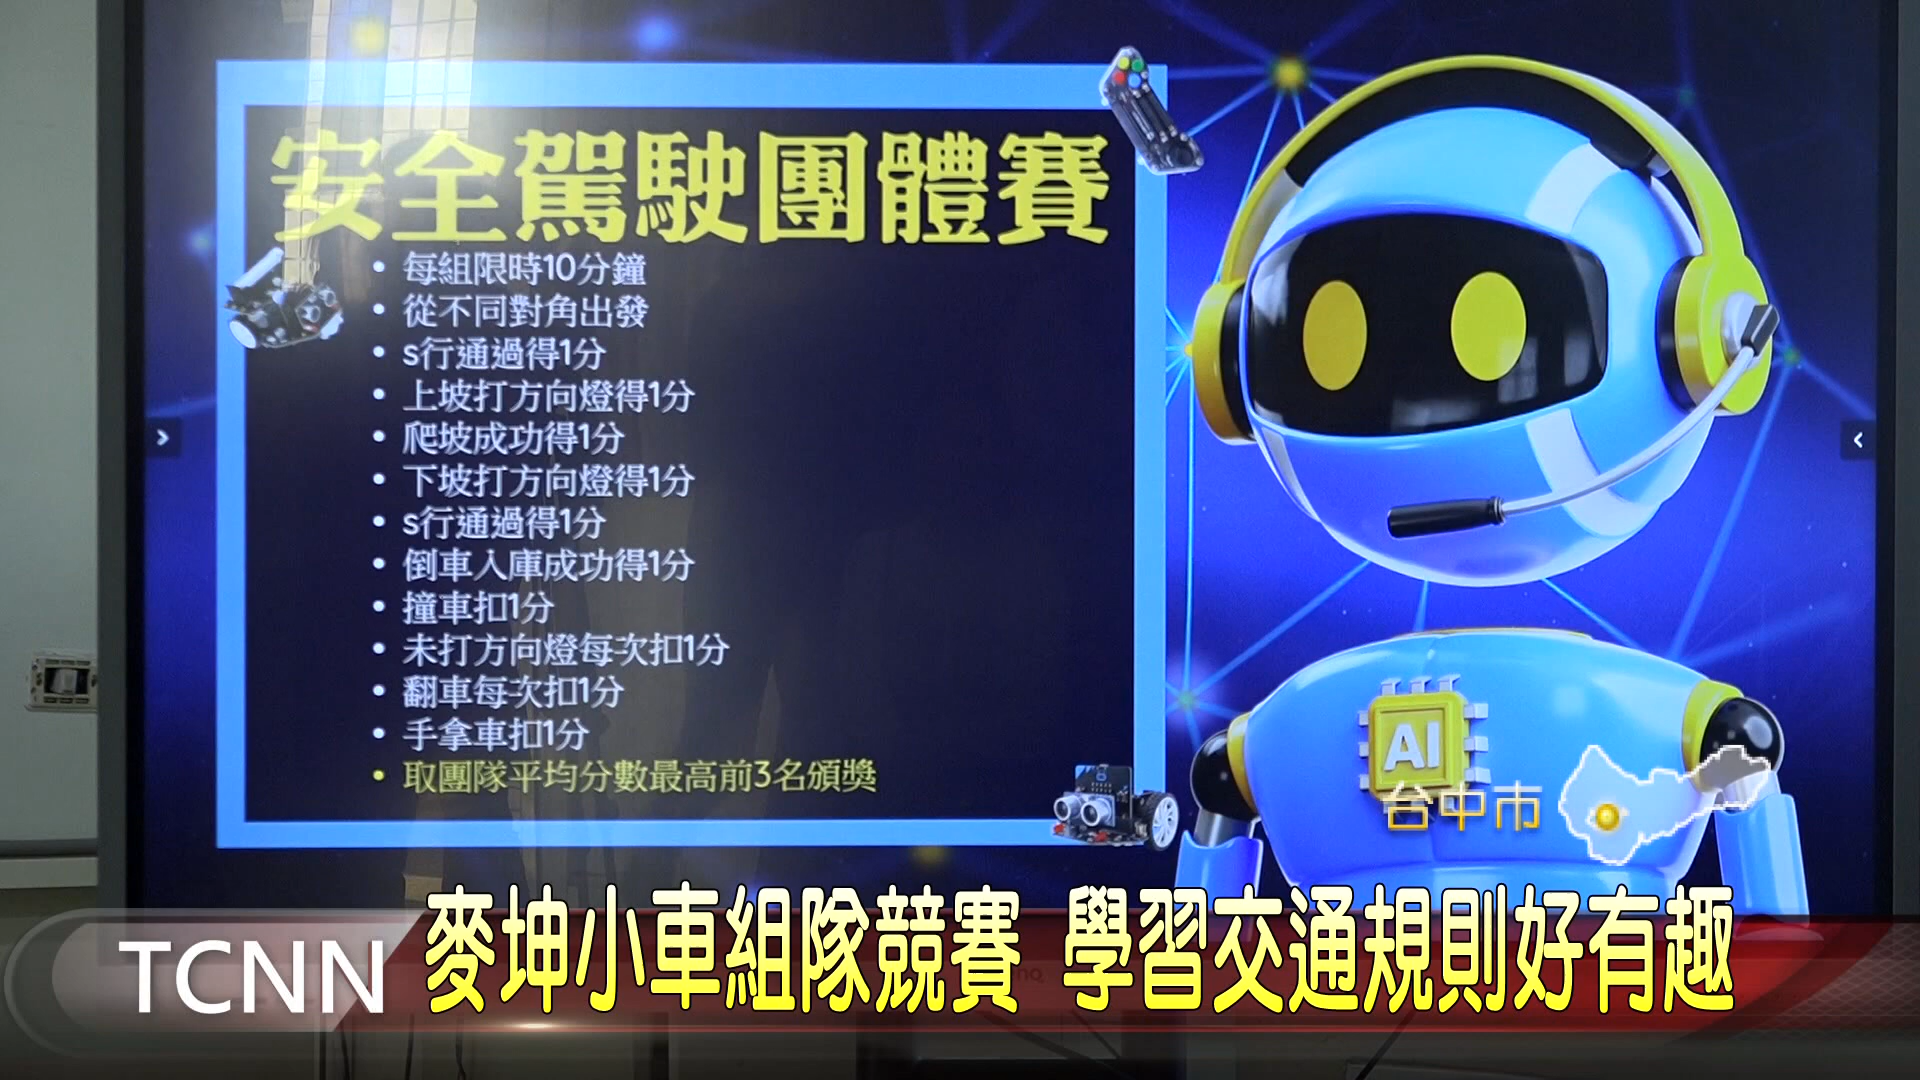 安全駕駛團體賽
• 每組限時10分鐘
• 從不同對角出發
• s行通過得1分
• 上坡打方向燈得1分
• 爬坡成功得1分
• 下坡打方向燈得1分
• s行通過得1分
• 倒車入庫成功得1分
• 撞車扣1分
• 未打方向燈每次扣1分
• 翻車每次扣1分
• 手拿車扣1分
• 取團隊平均分數最高前3名頒獎
AI
台中市
TCNN 麥坤小車組隊競賽 學習交通規則好有趣